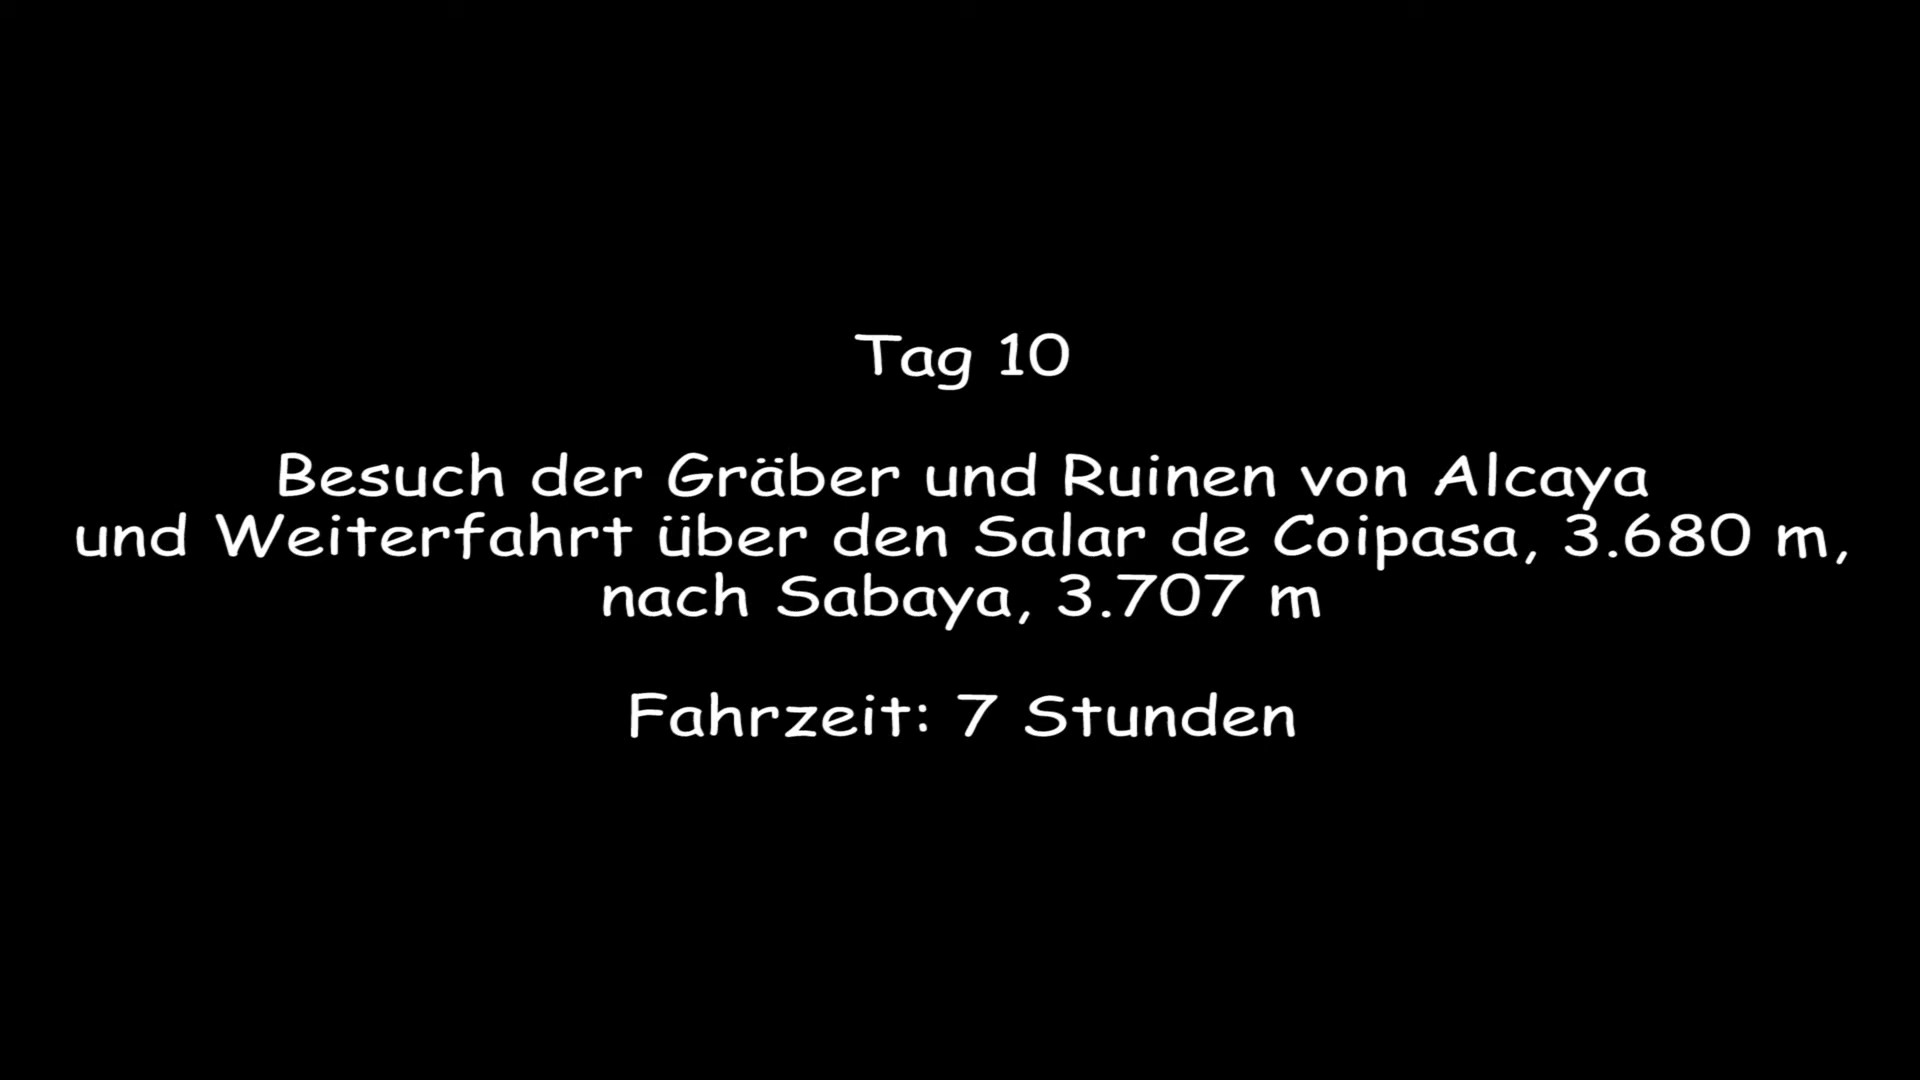 Tag 10
Besuch der Gräber und Ruinen von Alcaya
und Weiterfahrt über den Salar de Coipasa, 3.680 m,
nach Sabaya, 3.707 m
Fahrzeit: 7 Stunden